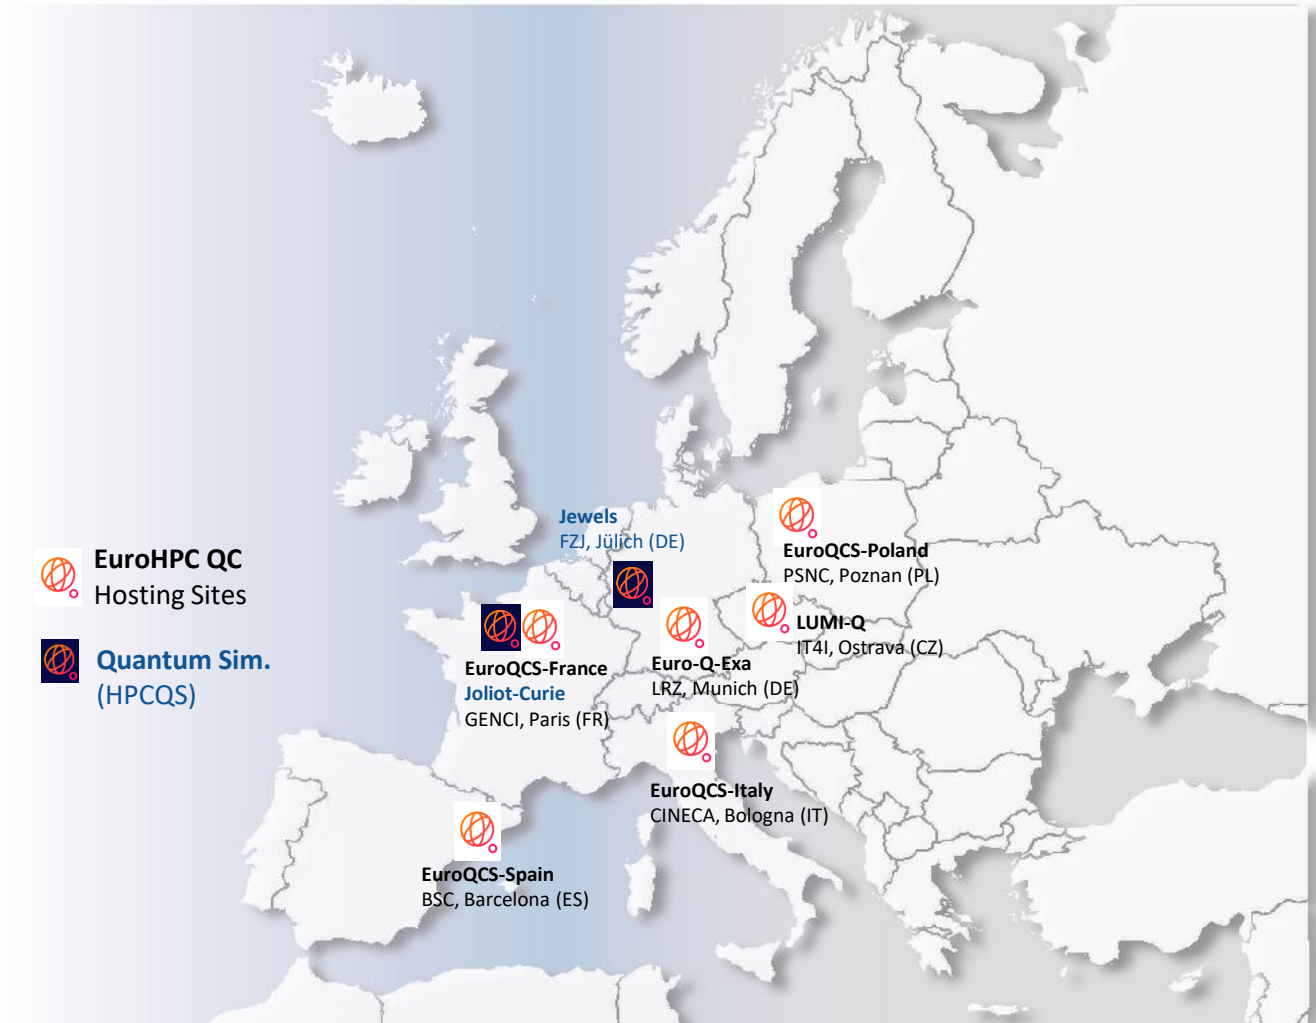 Jewels
FZJ, Jülich (DE)
EuroHPC QC
Hosting Sites
Quantum Sim.
(HPCQS)
EuroQCS-Poland
PSNC, Poznan (PL)
LUMI-Q
IT4I, Ostrava (CZ)
EuroQCS-France
Joliot-Curie
GENCI, Paris (FR)
Euro-Q-Exa
LRZ, Munich (DE)
EuroQCS-Italy
CINECA, Bologna (IT)
EuroQCS-Spain
BSC, Barcelona (ES)